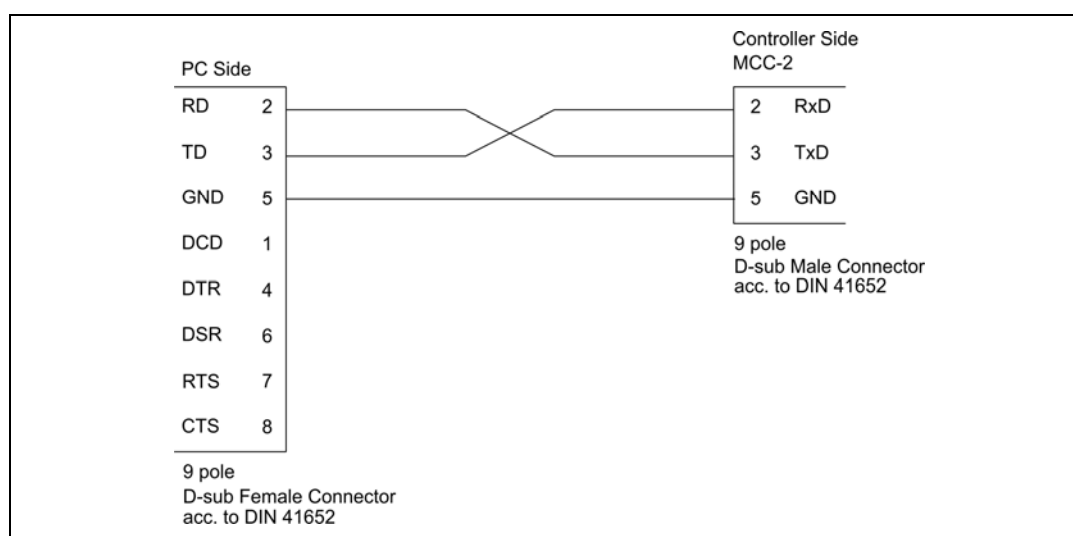 Controller Side
MCC-2
PC Side
RD 2
2 RxD
TD 3
3 TxD
GND 5
5 GND
DCD 1
DTR 4
DSR 6
RTS 7
CTS 8
9 pole
D-sub Male Connector
acc. to DIN 41652
9 pole
D-sub Female Connector
acc. to DIN 41652